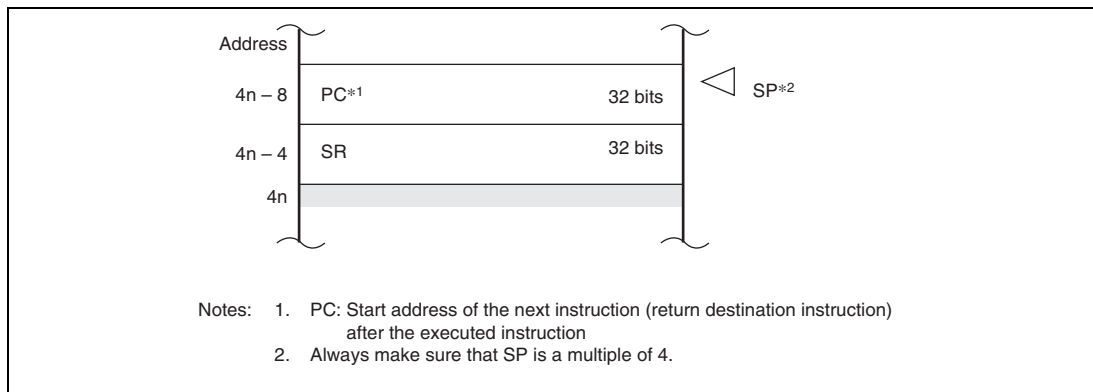 Address
4n – 8 PC*1 32 bits SP*2
4n – 4 SR 32 bits
4n
Notes: 1. PC: Start address of the next instruction (return destination instruction)
after the executed instruction
2. Always make sure that SP is a multiple of 4.